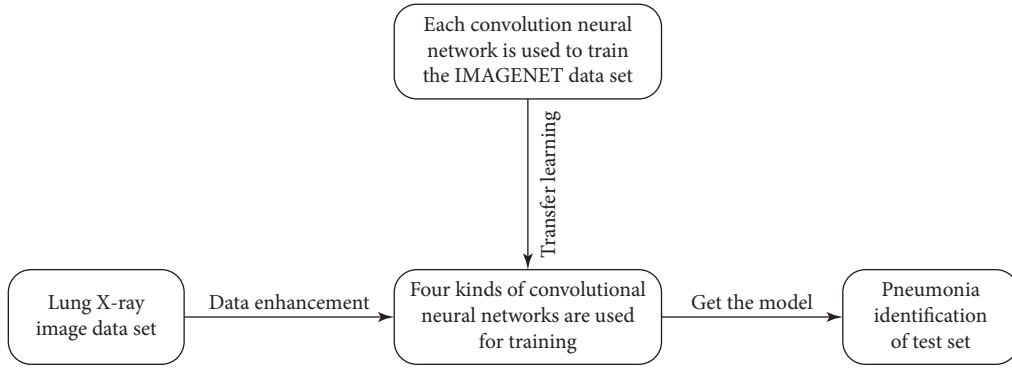 Each convolution neural
network is used to train
the IMAGENET data set
Transfer learning
Lung X-ray
image data set
Data enhancement
Four kinds of convolutional
neural networks are used
for training
Get the model
Pneumonia
identification
of test set